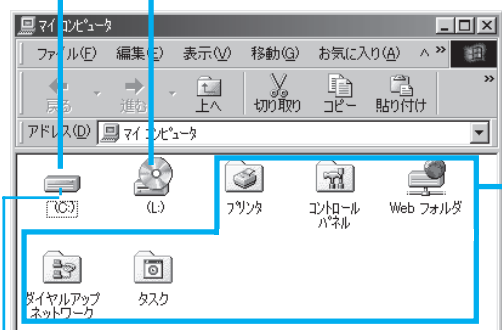 マイ コンピュータ
ファイル(F) 編集(E) 表示(V) 移動(G) お気に入り(A) ヘ »
戻る 進む 上へ 切り取り コピー 貼り付け »
アドレス(D) マイ コンピュータ
(C:) (L:) プリンタ コントロール パネル Web フォルダ
ダイヤルアップ ネットワーク タスク